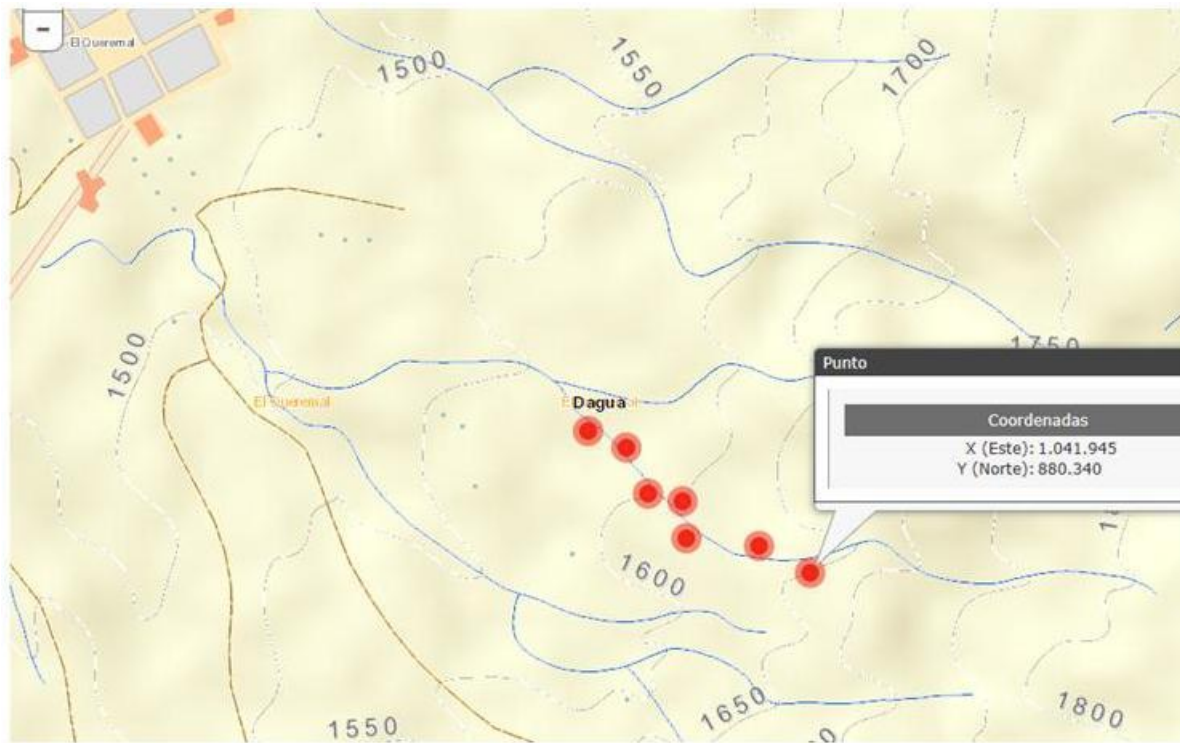 -
El Queremal
1500
1550
1700
1500
1750
Punto
Coordenadas
X (Este): 1.041.945
Y (Norte): 880.340
El Queremal
Dagua
1600
1550
1650
1800